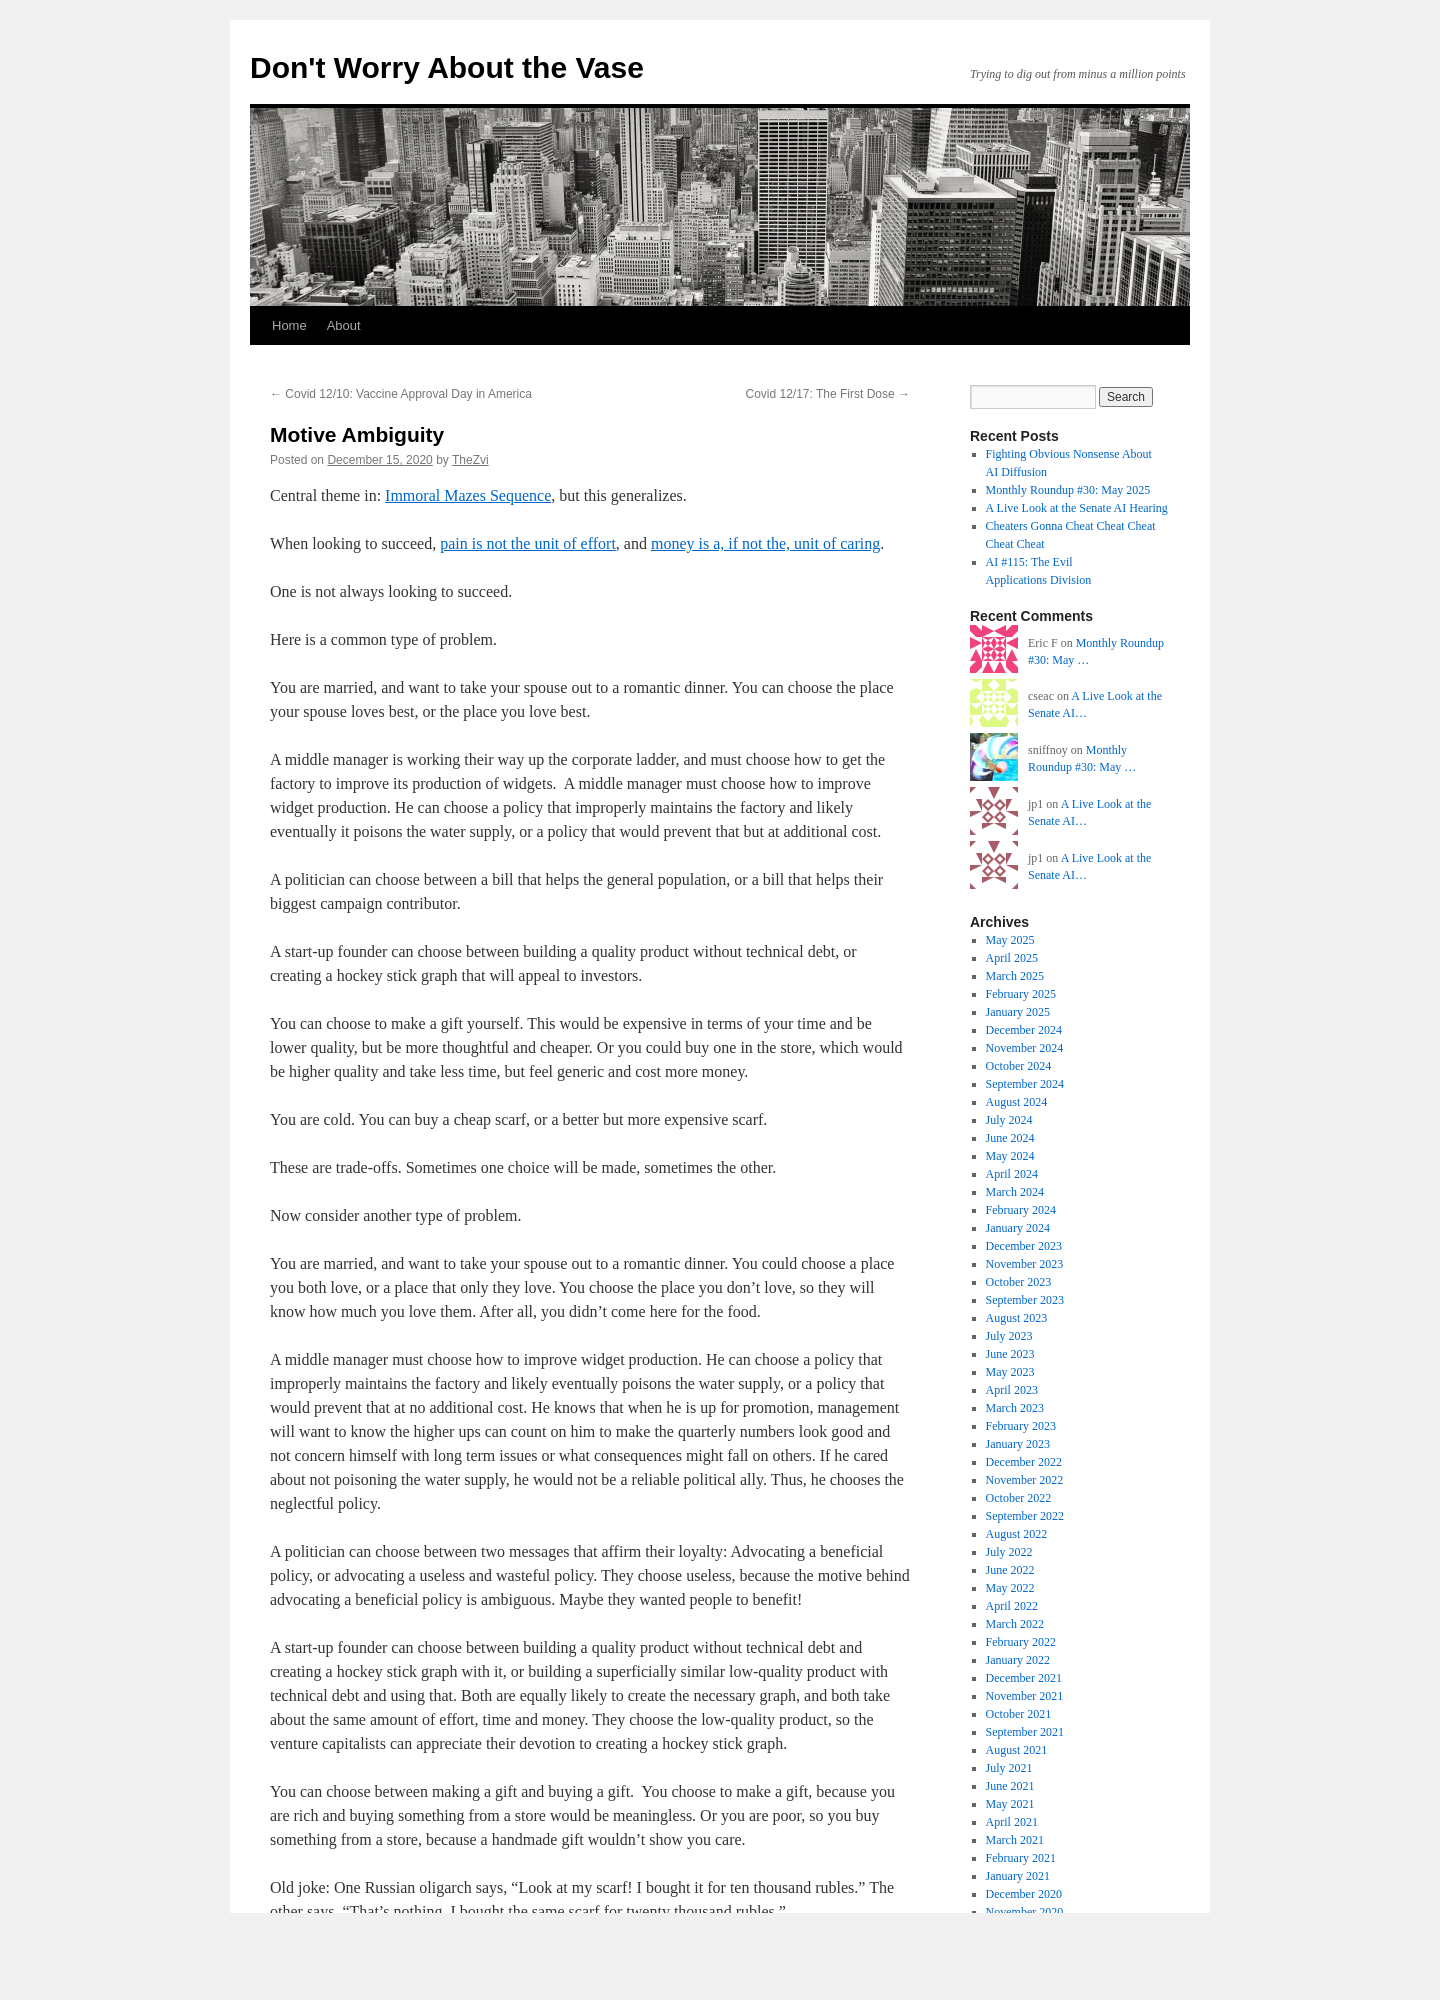 Don't Worry About the Vase
Trying to dig out from minus a million points
Home About
← Covid 12/10: Vaccine Approval Day in America
Covid 12/17: The First Dose →
Motive Ambiguity
Posted on December 15, 2020 by TheZvi
Central theme in: Immoral Mazes Sequence, but this generalizes.
When looking to succeed, pain is not the unit of effort, and money is a, if not the, unit of caring.
One is not always looking to succeed.
Here is a common type of problem.
You are married, and want to take your spouse out to a romantic dinner. You can choose the place
your spouse loves best, or the place you love best.
A middle manager is working their way up the corporate ladder, and must choose how to get the
factory to improve its production of widgets.  A middle manager must choose how to improve
widget production. He can choose a policy that improperly maintains the factory and likely
eventually it poisons the water supply, or a policy that would prevent that but at additional cost.
A politician can choose between a bill that helps the general population, or a bill that helps their
biggest campaign contributor.
A start-up founder can choose between building a quality product without technical debt, or
creating a hockey stick graph that will appeal to investors.
You can choose to make a gift yourself. This would be expensive in terms of your time and be
lower quality, but be more thoughtful and cheaper. Or you could buy one in the store, which would
be higher quality and take less time, but feel generic and cost more money.
You are cold. You can buy a cheap scarf, or a better but more expensive scarf.
These are trade-offs. Sometimes one choice will be made, sometimes the other.
Now consider another type of problem.
You are married, and want to take your spouse out to a romantic dinner. You could choose a place
you both love, or a place that only they love. You choose the place you don’t love, so they will
know how much you love them. After all, you didn’t come here for the food.
A middle manager must choose how to improve widget production. He can choose a policy that
improperly maintains the factory and likely eventually poisons the water supply, or a policy that
would prevent that at no additional cost. He knows that when he is up for promotion, management
will want to know the higher ups can count on him to make the quarterly numbers look good and
not concern himself with long term issues or what consequences might fall on others. If he cared
about not poisoning the water supply, he would not be a reliable political ally. Thus, he chooses the
neglectful policy.
A politician can choose between two messages that affirm their loyalty: Advocating a beneficial
policy, or advocating a useless and wasteful policy. They choose useless, because the motive behind
advocating a beneficial policy is ambiguous. Maybe they wanted people to benefit!
A start-up founder can choose between building a quality product without technical debt and
creating a hockey stick graph with it, or building a superficially similar low-quality product with
technical debt and using that. Both are equally likely to create the necessary graph, and both take
about the same amount of effort, time and money. They choose the low-quality product, so the
venture capitalists can appreciate their devotion to creating a hockey stick graph.
You can choose between making a gift and buying a gift.  You choose to make a gift, because you
are rich and buying something from a store would be meaningless. Or you are poor, so you buy
something from a store, because a handmade gift wouldn’t show you care.
Old joke: One Russian oligarch says, “Look at my scarf! I bought it for ten thousand rubles.” The
other says, “That’s nothing, I bought the same scarf for twenty thousand rubles.”
Search
Recent Posts
Fighting Obvious Nonsense About
AI Diffusion
Monthly Roundup #30: May 2025
A Live Look at the Senate AI Hearing
Cheaters Gonna Cheat Cheat Cheat
Cheat Cheat
AI #115: The Evil
Applications Division
Recent Comments
Eric F on Monthly Roundup
#30: May …
cseac on A Live Look at the
Senate AI…
sniffnoy on Monthly
Roundup #30: May …
jp1 on A Live Look at the
Senate AI…
jp1 on A Live Look at the
Senate AI…
Archives
May 2025
April 2025
March 2025
February 2025
January 2025
December 2024
November 2024
October 2024
September 2024
August 2024
July 2024
June 2024
May 2024
April 2024
March 2024
February 2024
January 2024
December 2023
November 2023
October 2023
September 2023
August 2023
July 2023
June 2023
May 2023
April 2023
March 2023
February 2023
January 2023
December 2022
November 2022
October 2022
September 2022
August 2022
July 2022
June 2022
May 2022
April 2022
March 2022
February 2022
January 2022
December 2021
November 2021
October 2021
September 2021
August 2021
July 2021
June 2021
May 2021
April 2021
March 2021
February 2021
January 2021
December 2020
November 2020